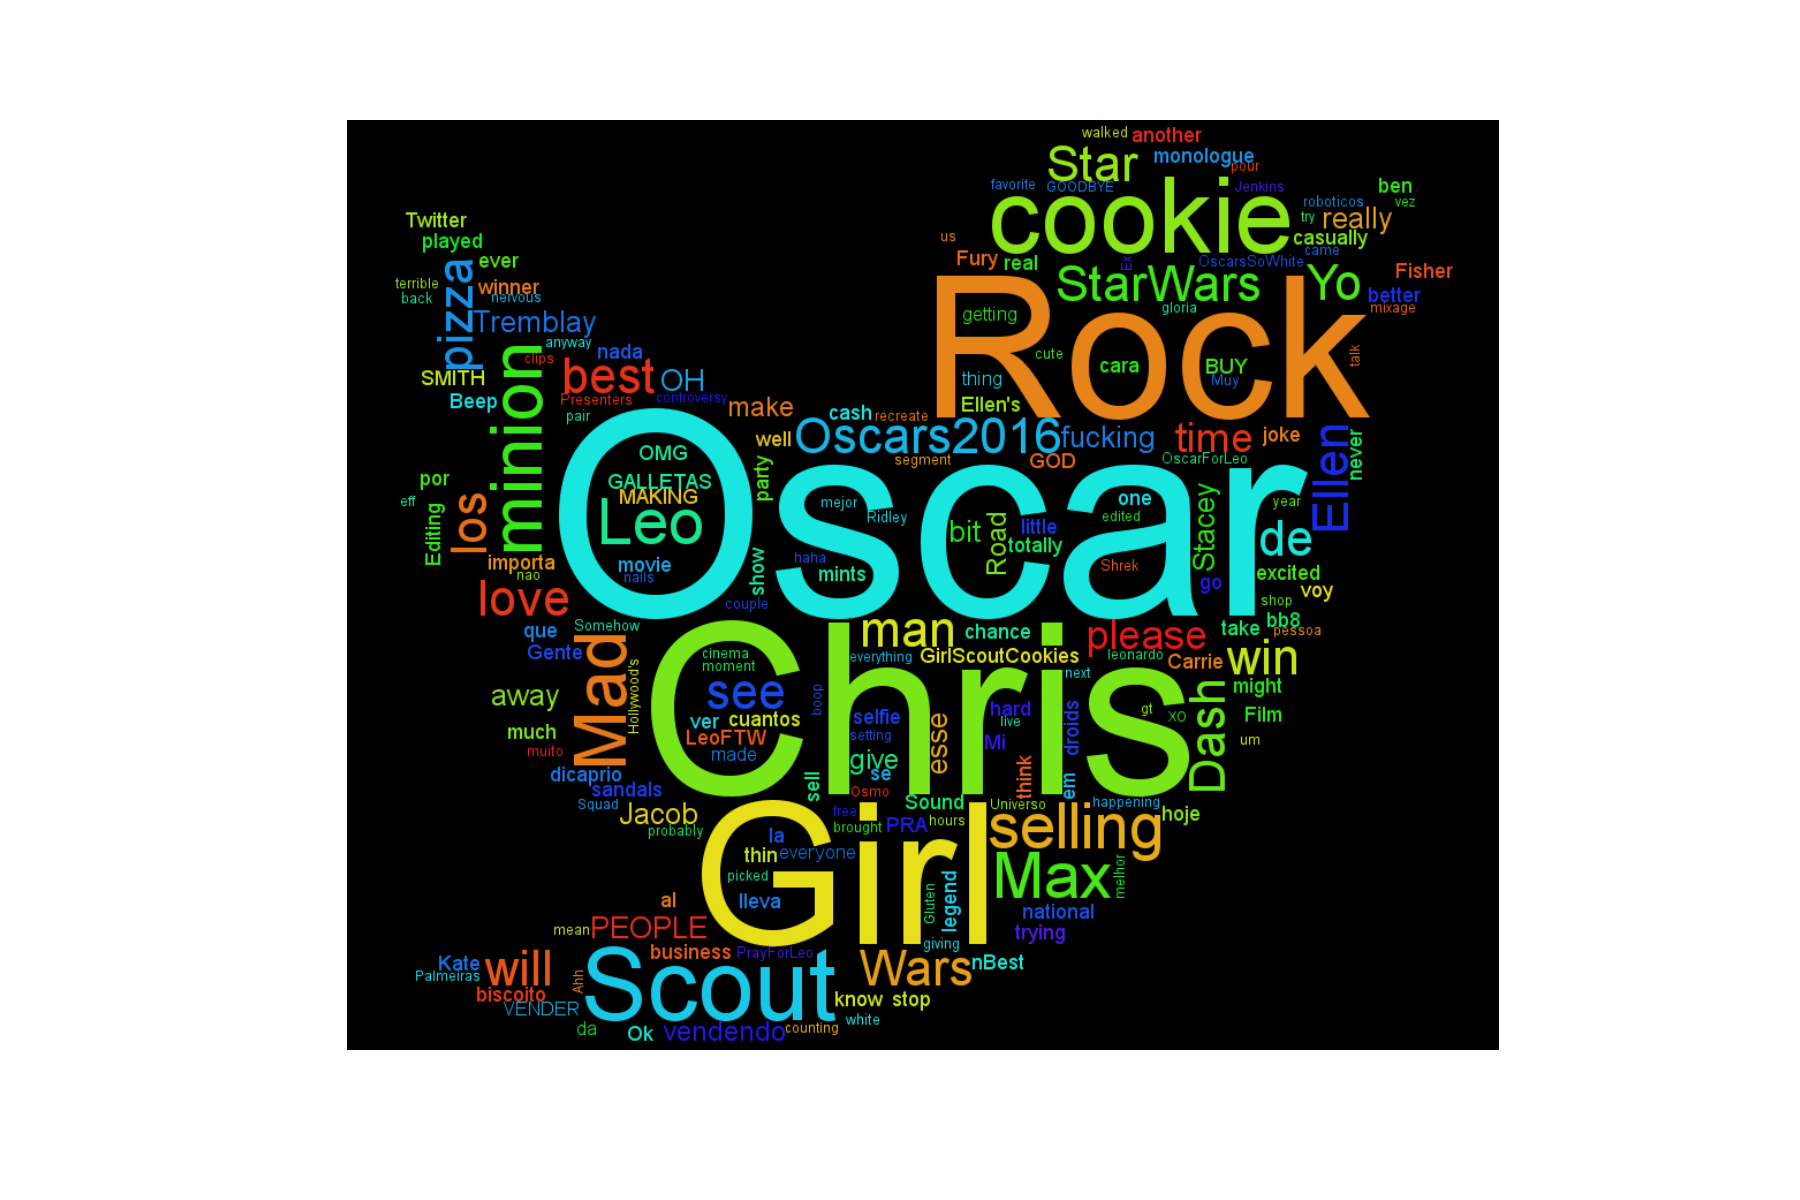 walked another
Star monologue
pour
favorite GOODBYE cookie Jenkins ben
roboticos vez
Twitter try really
played us casually
OscarsSoWhite came
pizza ever Fury real Ex Fisher
terrible winner StarWars Yo better
back nervous gloria mixage
Tremblay getting Rock
anyway nada cute talk
minion clips best OH thing cara BUY
SMITH Muy
Beep Presenters controversy make Ellen's
pair cash recreate
well Oscars2016 fucking time joke
OMG segment GOD OscarForLeo Ellen never
por GALLETAS party
eff los MAKING mejor one year
Editing Leo Oscar Ridley bit Road little edited Stacey de
totally
importa movie show haha Shrek excited
nao nails mints go voy
love couple shop
que Somehow man chance please take bb8
pessoa
Gente Mad Hollywood's cinema everything GirlScoutCookies leonardo Carrie win
moment next
away see Chris might
boop Dash
much ver cuantos selfie esse hard live droids gt xo Film
muito LeoFTW setting Mi um
made give
dicaprio se think em
sandals sell Osmo
Squad Jacob Sound Universo happening
probably free brought PRA hours selling hoje
la Girl
thin everyone Max melhor
picked
lleva Gluten legend
al national
mean PEOPLE trying
business PrayForLeo giving
Kate will Scout Wars nBest
Palmeiras Ahh
biscoito know stop
VENDER
da Ok vendendo counting white